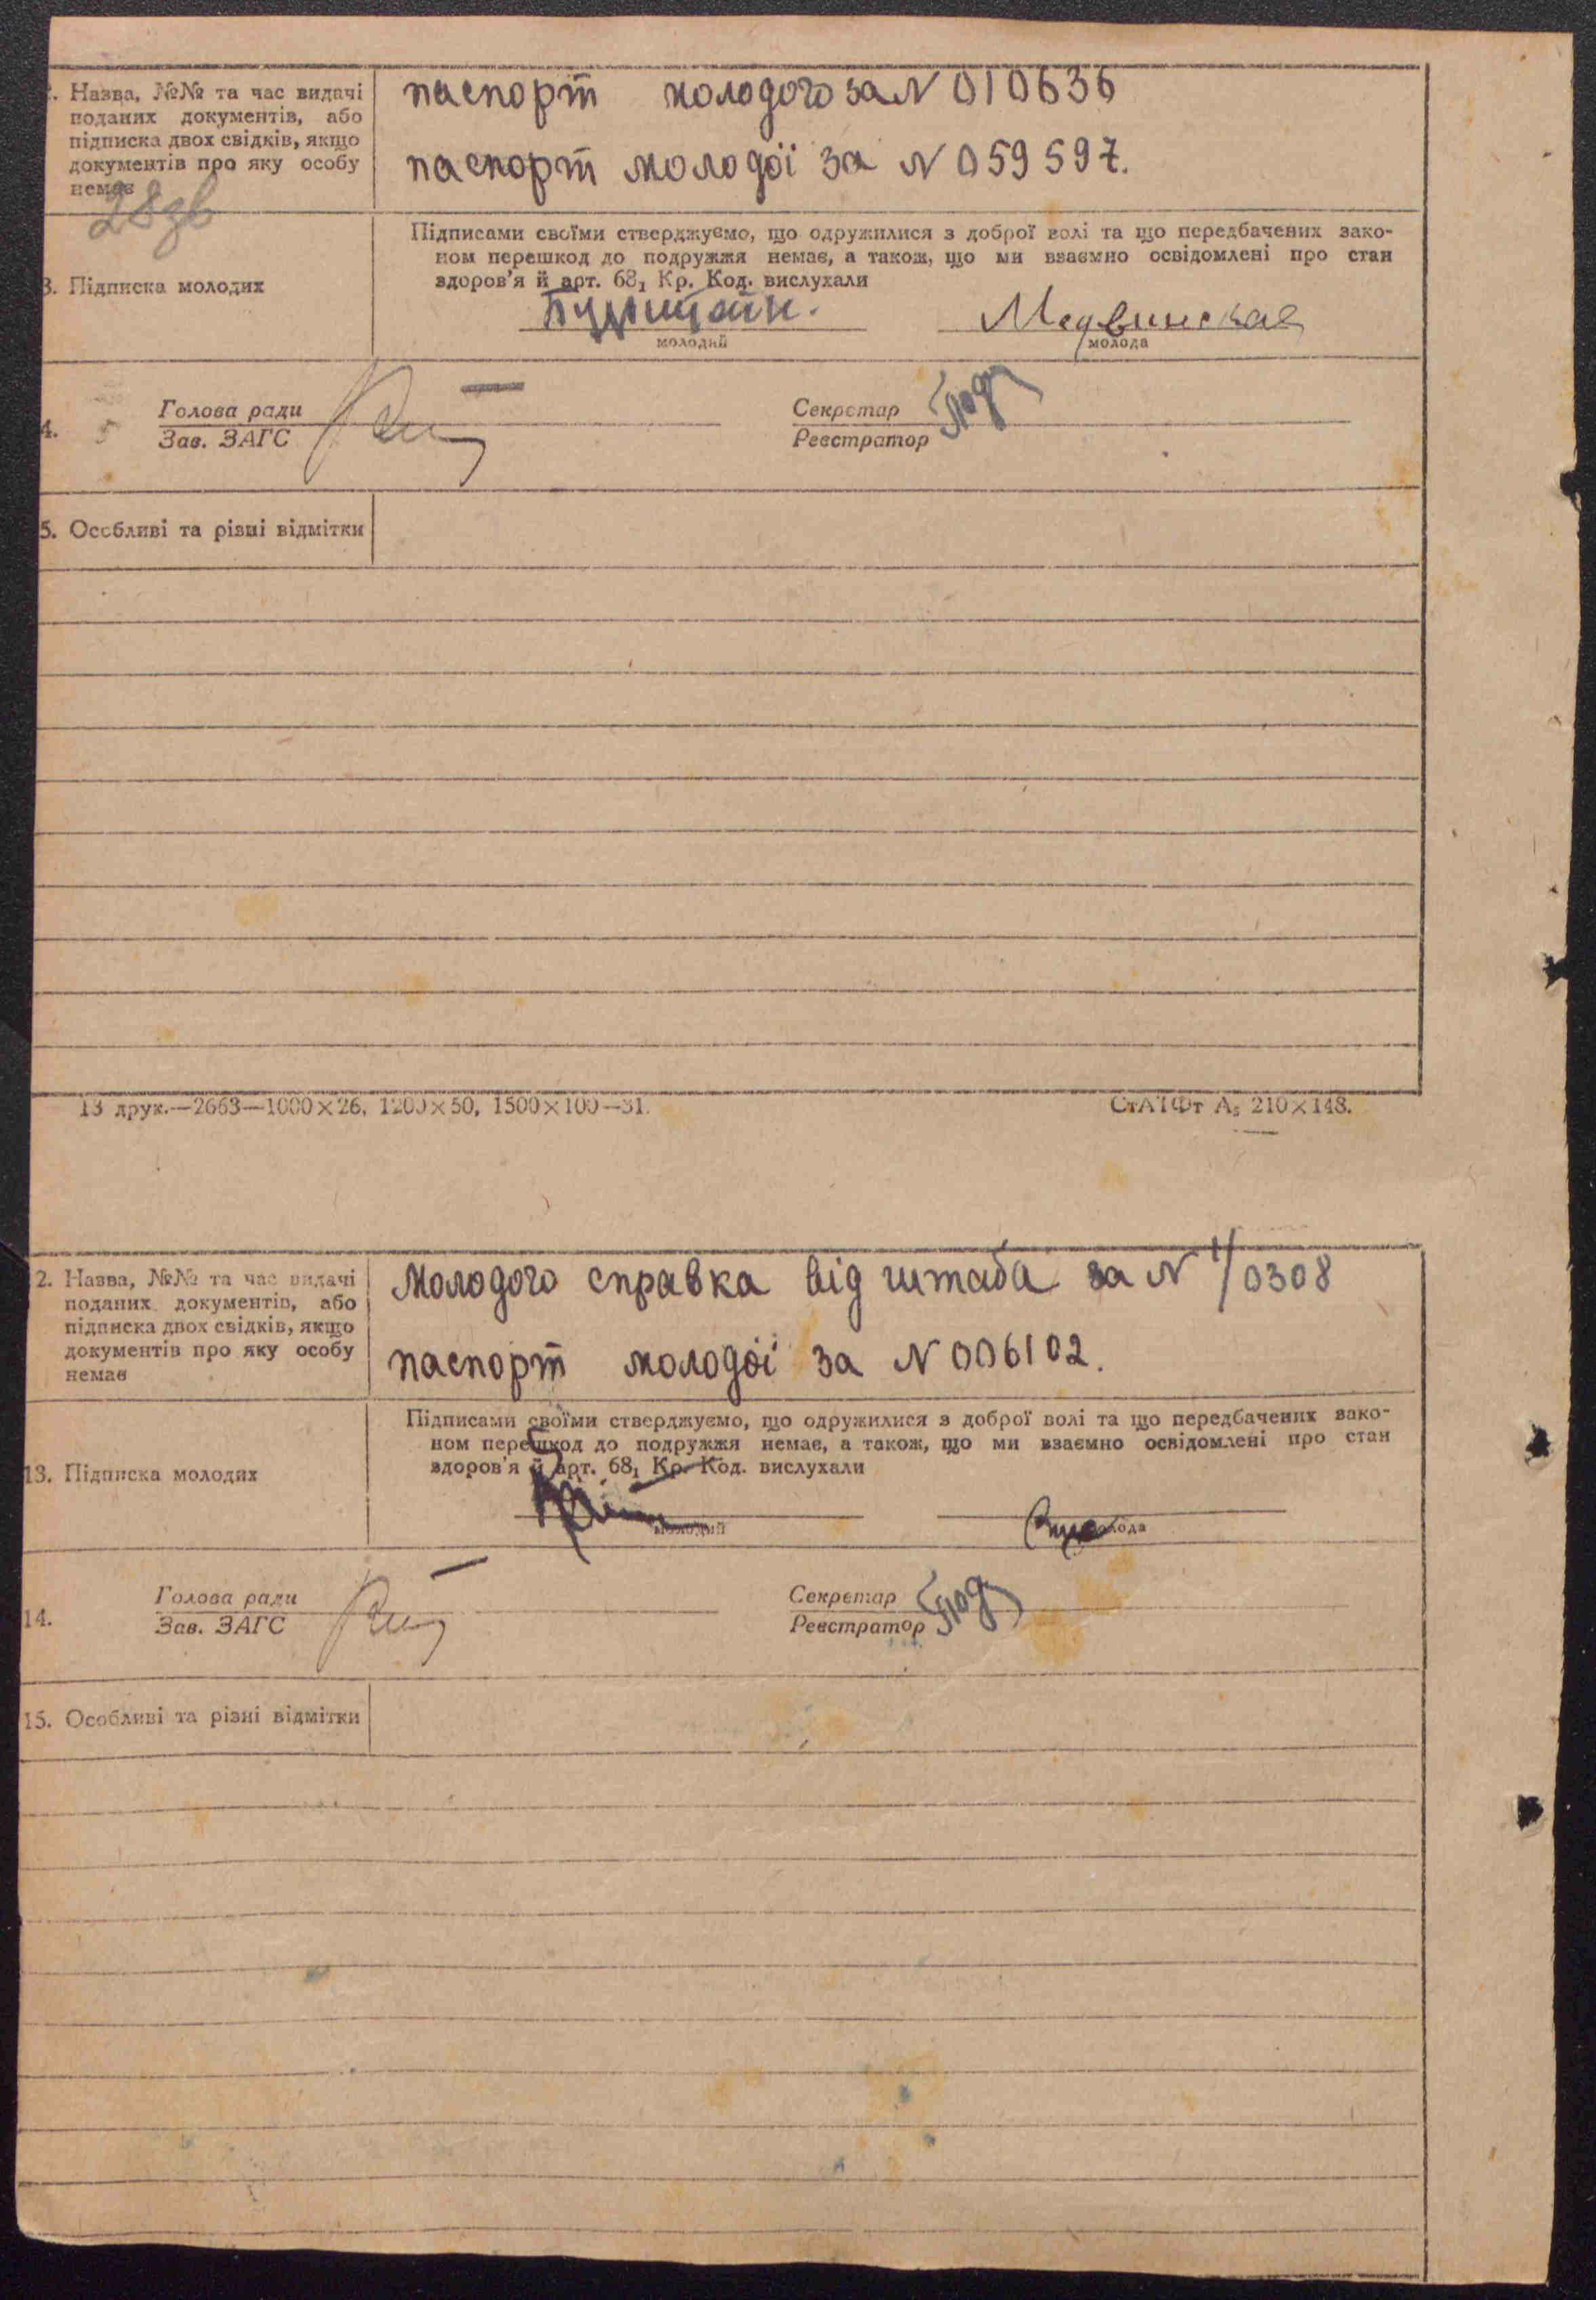 2. Назва, №№ та час видачі
поданих документів, або
підписка двох свідків, якщо
документів про яку особу
немає
паспорт молодого за N 010636
паспорт молодої за N 059597.
28зв
3. Підписка молодих
Підписами своїми стверджуємо, що одружилися з доброї волі та що передбачених зако-
ном перешкод до подружжя немає, а також, що ми взаємно освідомлені про стан
здоров'я й арт. 68₁ Кр. Код. вислухали
Медвинская
молодий
молода
4.
Голова ради
Зав. ЗАГС
Секретар
Реєстратор
5. Особливі та різні відмітки
13 друк.—2663—1000×26, 1200×50, 1500×100—31.
СтАТФт А₅ 210×148.
2. Назва, №№ та час видачі
поданих документів, або
підписка двох свідків, якщо
документів про яку особу
немає
молодого справка від штаба за N 1/0308
паспорт молодої за N 006102.
13. Підписка молодих
Підписами своїми стверджуємо, що одружилися з доброї волі та що передбачених зако-
ном перешкод до подружжя немає, а також, що ми взаємно освідомлені про стан
здоров'я й арт. 68₁ Кр. Код. вислухали
молодий
молода
14.
Голова ради
Зав. ЗАГС
Секретар
Реєстратор
15. Особливі та різні відмітки